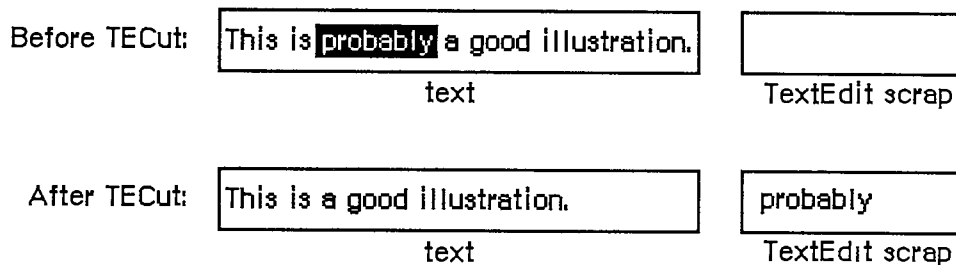 Before TECut: This is probably a good illustration.
text TextEdit scrap
After TECut: This is a good illustration. probably
text TextEdit scrap